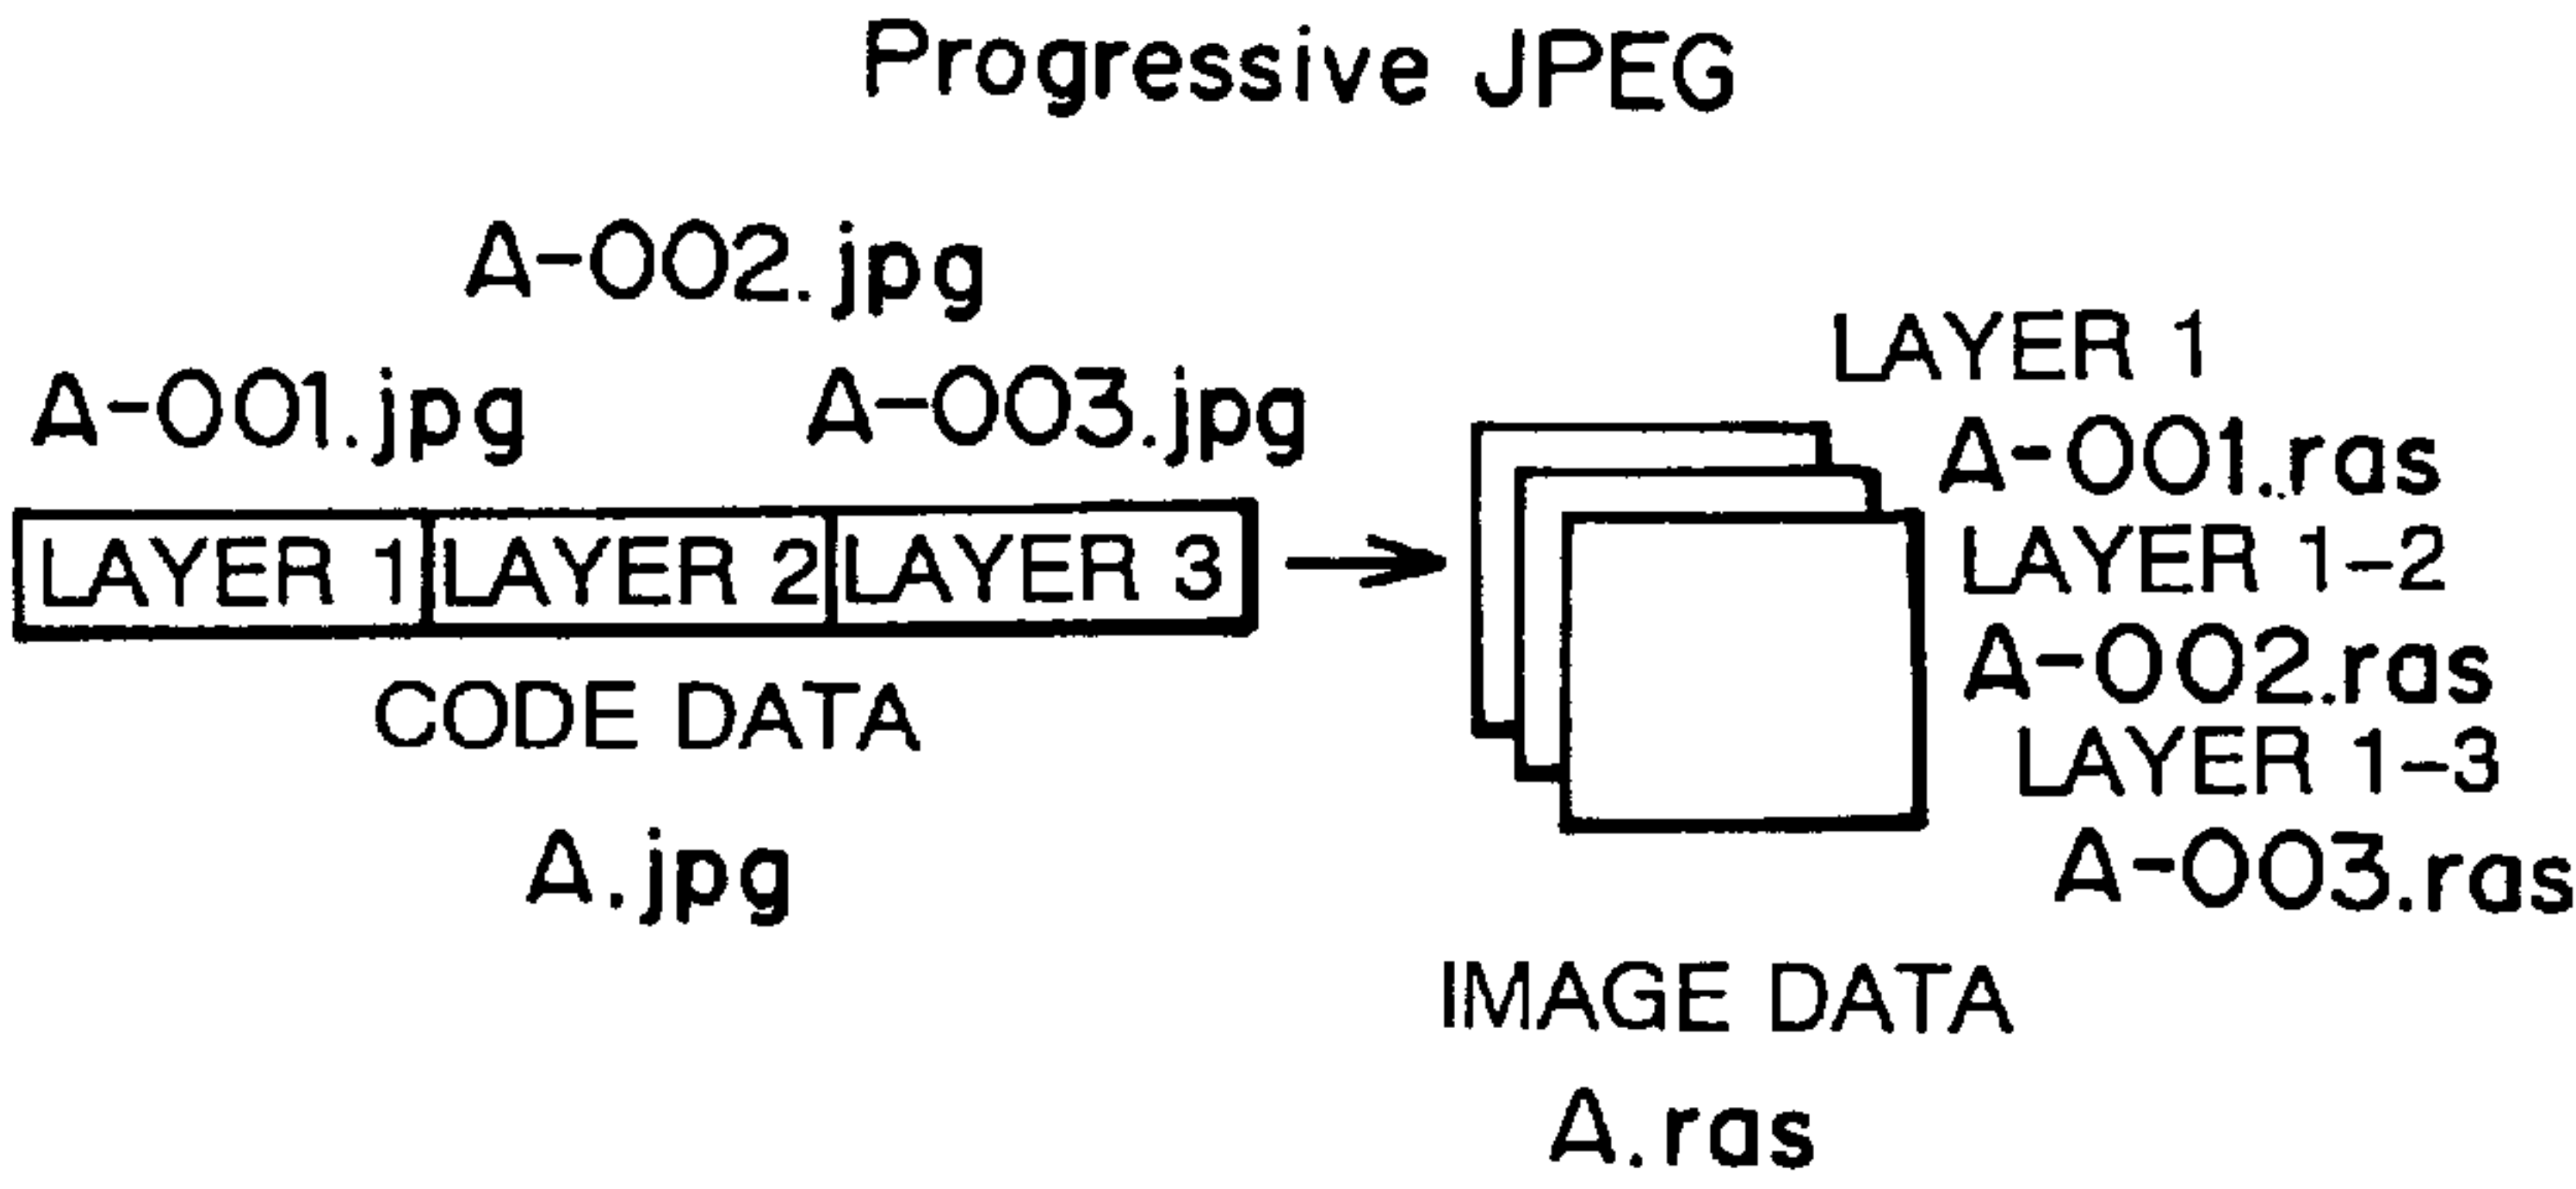 Progressive JPEG
A-002.jpg
A-001.jpg
A-003.jpg
LAYER 1
LAYER 2
LAYER 3
CODE DATA
A.jpg
LAYER 1
A-001.ras
LAYER 1-2
A-002.ras
LAYER 1-3
A-003.ras
IMAGE DATA
A.ras